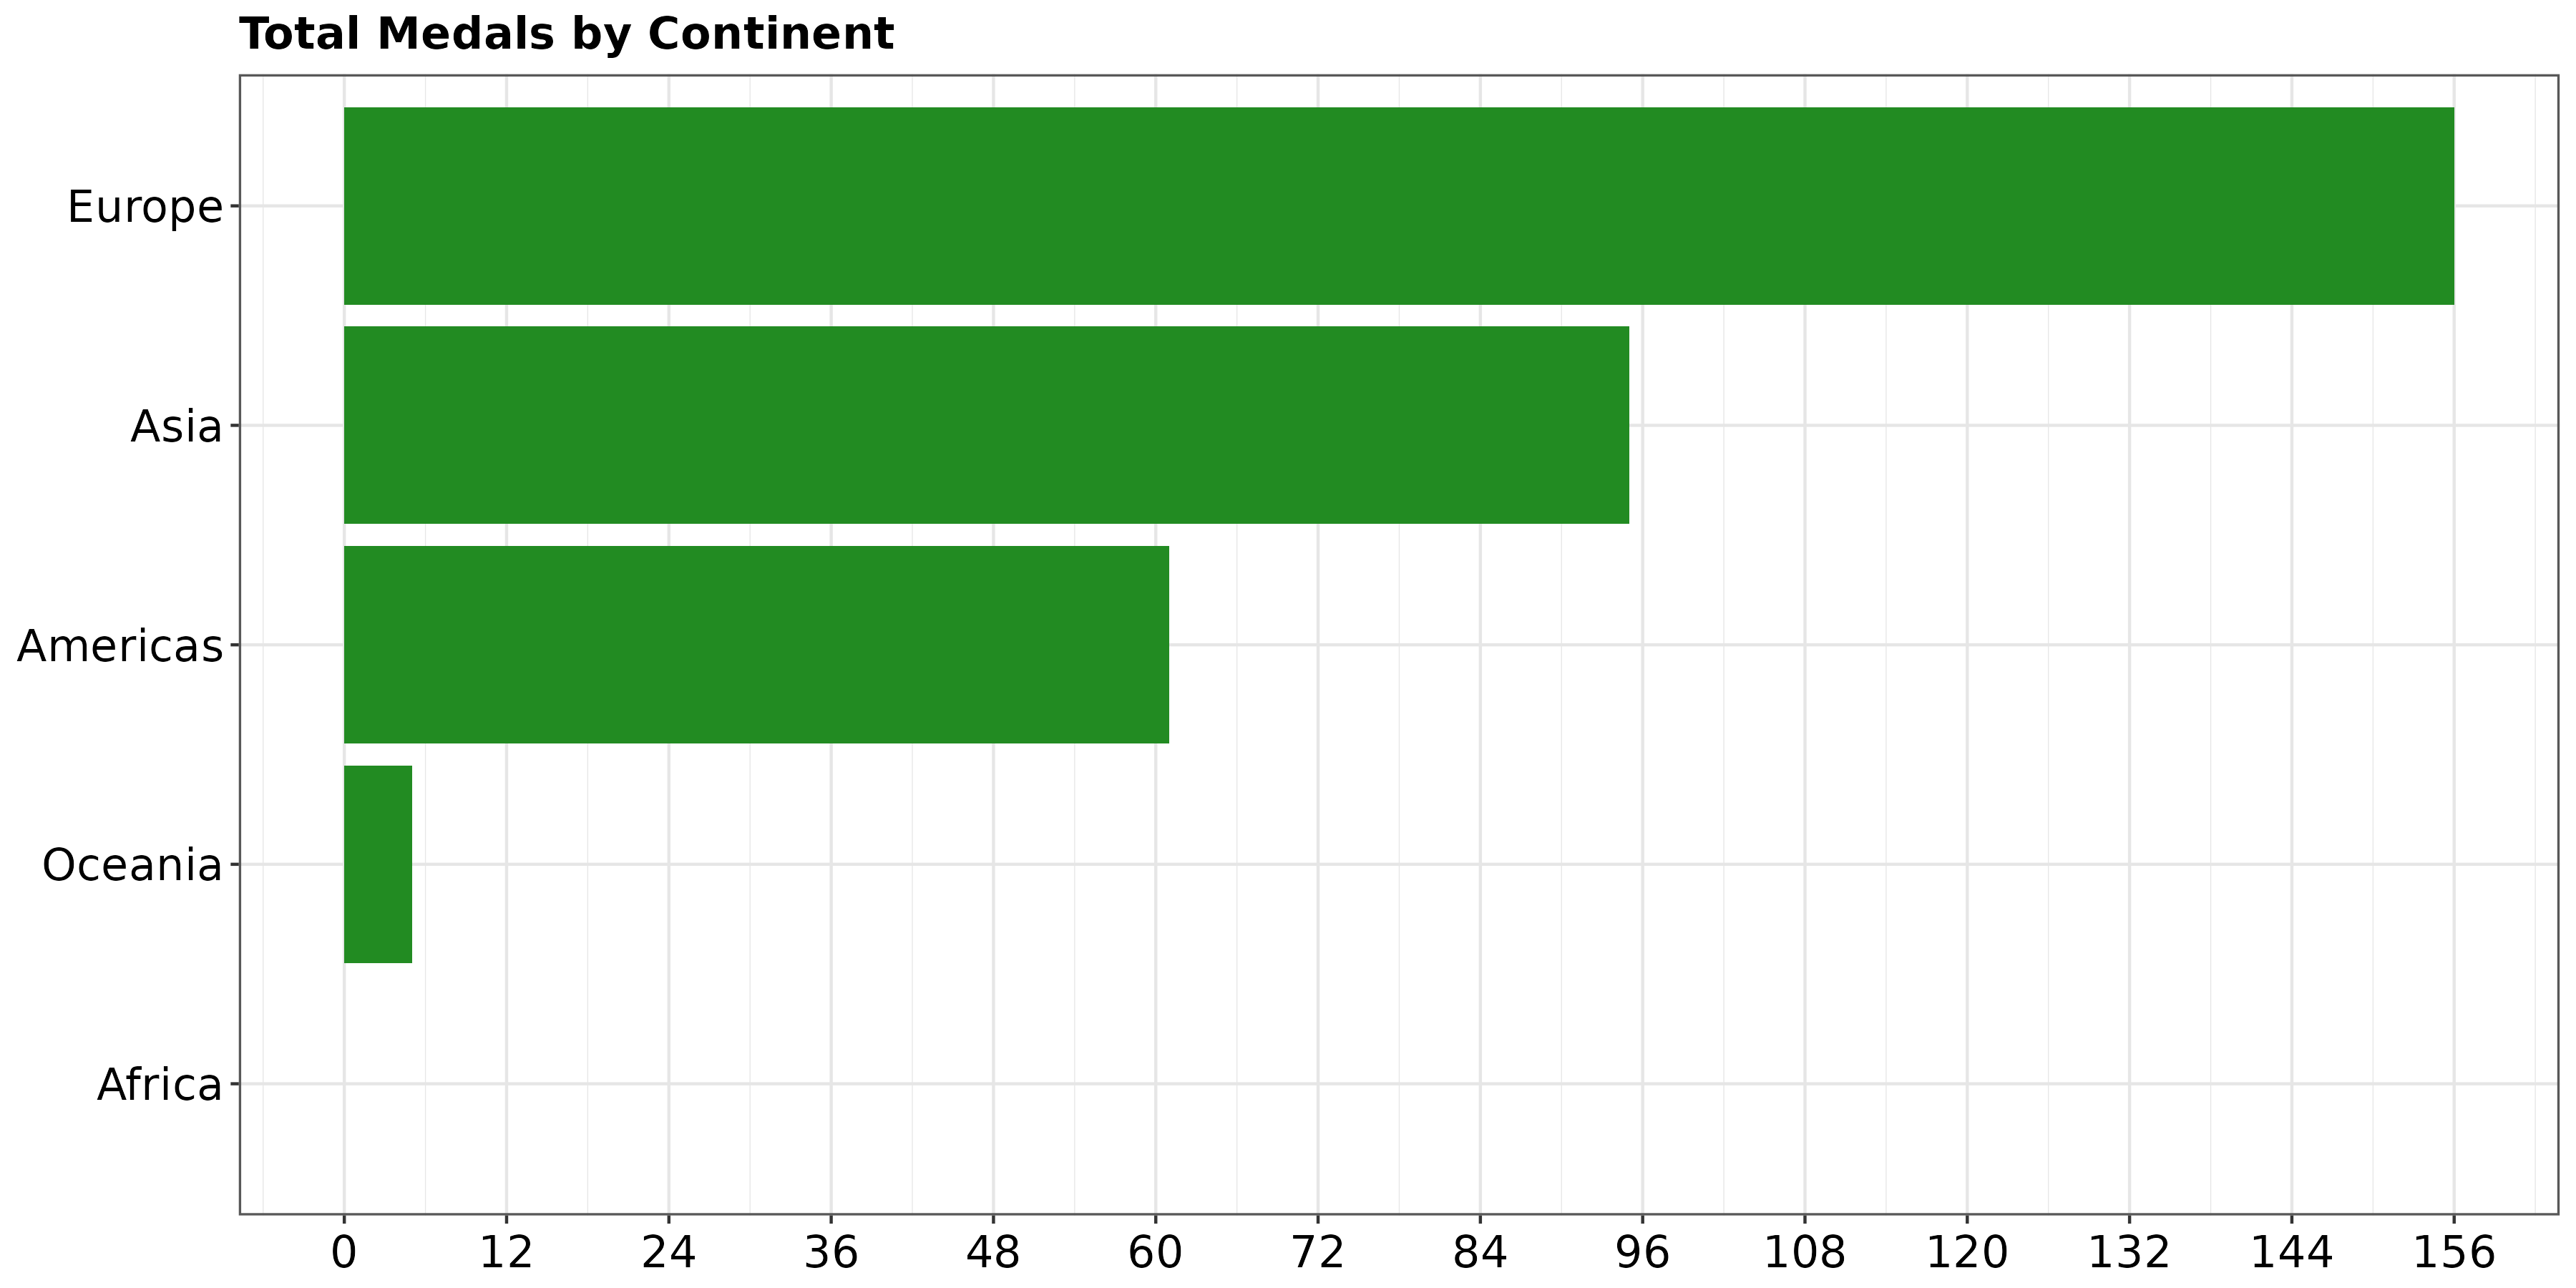 Total Medals by Continent
Europe
Asia
Americas
Oceania
Africa
0 12 24 36 48 60 72 84 96 108 120 132 144 156